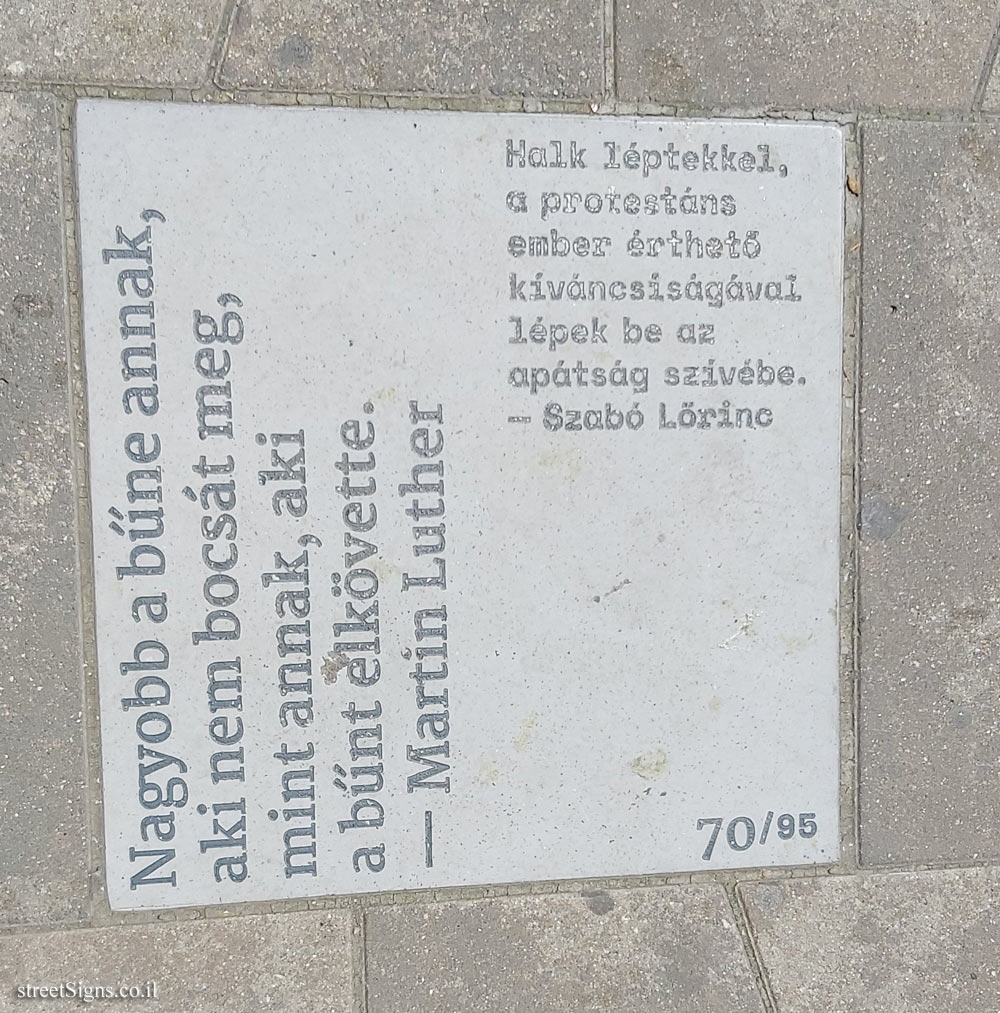 Nagyobb a bűne annak,
aki nem bocsát meg,
mint annak, aki
a bűnt elkövette.
— Martin Luther
Halk léptekkel,
a protestáns
ember érthető
kíváncsiságával
lépek be az
apátság szívébe.
— Szabó Lőrinc
70/95
streetSigns.co.il